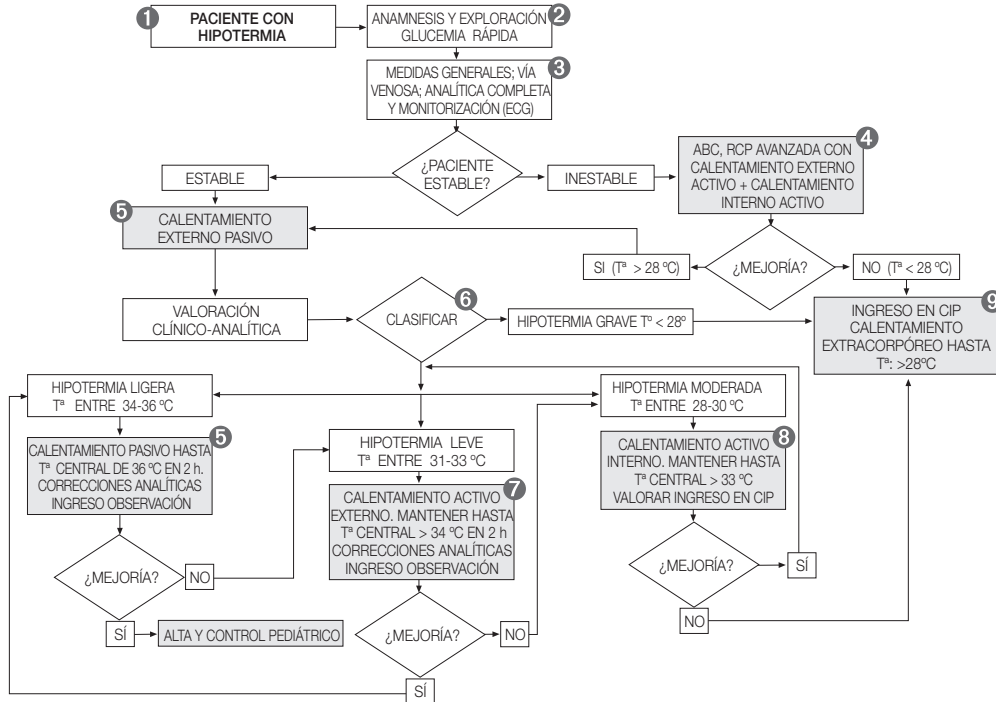 1
PACIENTE CON
HIPOTERMIA
2
ANAMNESIS Y EXPLORACIÓN
GLUCEMIA RÁPIDA
3
MEDIDAS GENERALES; VÍA
VENOSA; ANALÍTICA COMPLETA
Y MONITORIZACIÓN (ECG)
¿PACIENTE
ESTABLE?
ESTABLE
INESTABLE
4
ABC, RCP AVANZADA CON
CALENTAMIENTO EXTERNO
ACTIVO + CALENTAMIENTO
INTERNO ACTIVO
5
CALENTAMIENTO
EXTERNO PASIVO
¿MEJORÍA?
SI (Tª > 28 ºC)
NO (Tª < 28 ºC)
VALORACIÓN
CLÍNICO-ANALÍTICA
6
CLASIFICAR
HIPOTERMIA GRAVE Tº < 28º
9
INGRESO EN CIP
CALENTAMIENTO
EXTRACORPÓREO HASTA
Tª: >28ºC
HIPOTERMIA LIGERA
Tª ENTRE 34-36 ºC
5
CALENTAMIENTO PASIVO HASTA
Tª CENTRAL DE 36 ºC EN 2 h.
CORRECCIONES ANALÍTICAS
INGRESO OBSERVACIÓN
¿MEJORÍA?
NO
SÍ
ALTA Y CONTROL PEDIÁTRICO
HIPOTERMIA LEVE
Tª ENTRE 31-33 ºC
7
CALENTAMIENTO ACTIVO
EXTERNO. MANTENER HASTA
Tª CENTRAL > 34 ºC EN 2 h
CORRECCIONES ANALÍTICAS
INGRESO OBSERVACIÓN
¿MEJORÍA?
NO
SÍ
HIPOTERMIA MODERADA
Tª ENTRE 28-30 ºC
8
CALENTAMIENTO ACTIVO
INTERNO. MANTENER HASTA
Tª CENTRAL > 33 ºC
VALORAR INGRESO EN CIP
¿MEJORÍA?
SÍ
NO